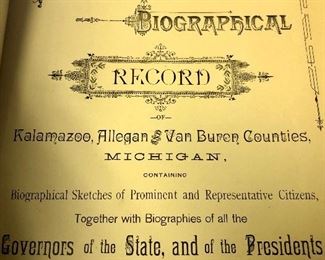 Biographical
RECORD
-OF-
Kalamazoo, Allegan and Van Buren Counties,
MICHIGAN,
CONTAINING
Biographical Sketches of Prominent and Representative Citizens,
Together with Biographies of all the
Governors of the State, and of the Presidents